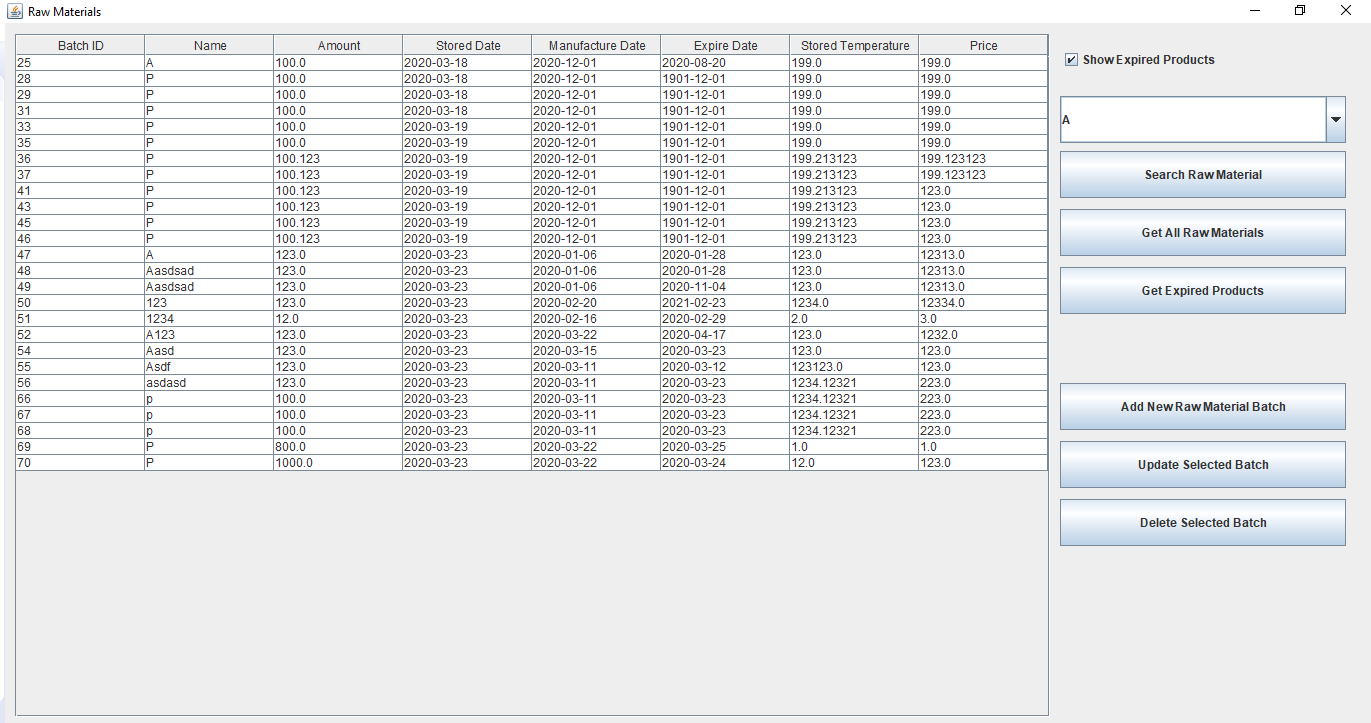 Raw Materials
Batch ID Name Amount Stored Date Manufacture Date Expire Date Stored Temperature Price
25 A 100.0 2020-03-18 2020-12-01 2020-08-20 199.0 199.0
28 P 100.0 2020-03-18 2020-12-01 1901-12-01 199.0 199.0
29 P 100.0 2020-03-18 2020-12-01 1901-12-01 199.0 199.0
31 P 100.0 2020-03-18 2020-12-01 1901-12-01 199.0 199.0
33 P 100.0 2020-03-19 2020-12-01 1901-12-01 199.0 199.0
35 P 100.0 2020-03-19 2020-12-01 1901-12-01 199.0 199.0
36 P 100.123 2020-03-19 2020-12-01 1901-12-01 199.213123 199.123123
37 P 100.123 2020-03-19 2020-12-01 1901-12-01 199.213123 199.123123
41 P 100.123 2020-03-19 2020-12-01 1901-12-01 199.213123 123.0
43 P 100.123 2020-03-19 2020-12-01 1901-12-01 199.213123 123.0
45 P 100.123 2020-03-19 2020-12-01 1901-12-01 199.213123 123.0
46 P 100.123 2020-03-19 2020-12-01 1901-12-01 199.213123 123.0
47 A 123.0 2020-03-23 2020-01-06 2020-01-28 123.0 12313.0
48 Aasdsad 123.0 2020-03-23 2020-01-06 2020-01-28 123.0 12313.0
49 Aasdsad 123.0 2020-03-23 2020-01-06 2020-11-04 123.0 12313.0
50 123 123.0 2020-03-23 2020-02-20 2021-02-23 1234.0 12334.0
51 1234 12.0 2020-03-23 2020-02-16 2020-02-29 2.0 3.0
52 A123 123.0 2020-03-23 2020-03-22 2020-04-17 123.0 1232.0
54 Aasd 123.0 2020-03-23 2020-03-15 2020-03-23 123.0 123.0
55 Asdf 123.0 2020-03-23 2020-03-11 2020-03-12 123123.0 123.0
56 asdasd 123.0 2020-03-23 2020-03-11 2020-03-23 1234.12321 223.0
66 p 100.0 2020-03-23 2020-03-11 2020-03-23 1234.12321 223.0
67 p 100.0 2020-03-23 2020-03-11 2020-03-23 1234.12321 223.0
68 p 100.0 2020-03-23 2020-03-11 2020-03-23 1234.12321 223.0
69 P 800.0 2020-03-23 2020-03-22 2020-03-25 1.0 1.0
70 P 1000.0 2020-03-23 2020-03-22 2020-03-24 12.0 123.0
Show Expired Products
A
Search Raw Material
Get All Raw Materials
Get Expired Products
Add New Raw Material Batch
Update Selected Batch
Delete Selected Batch